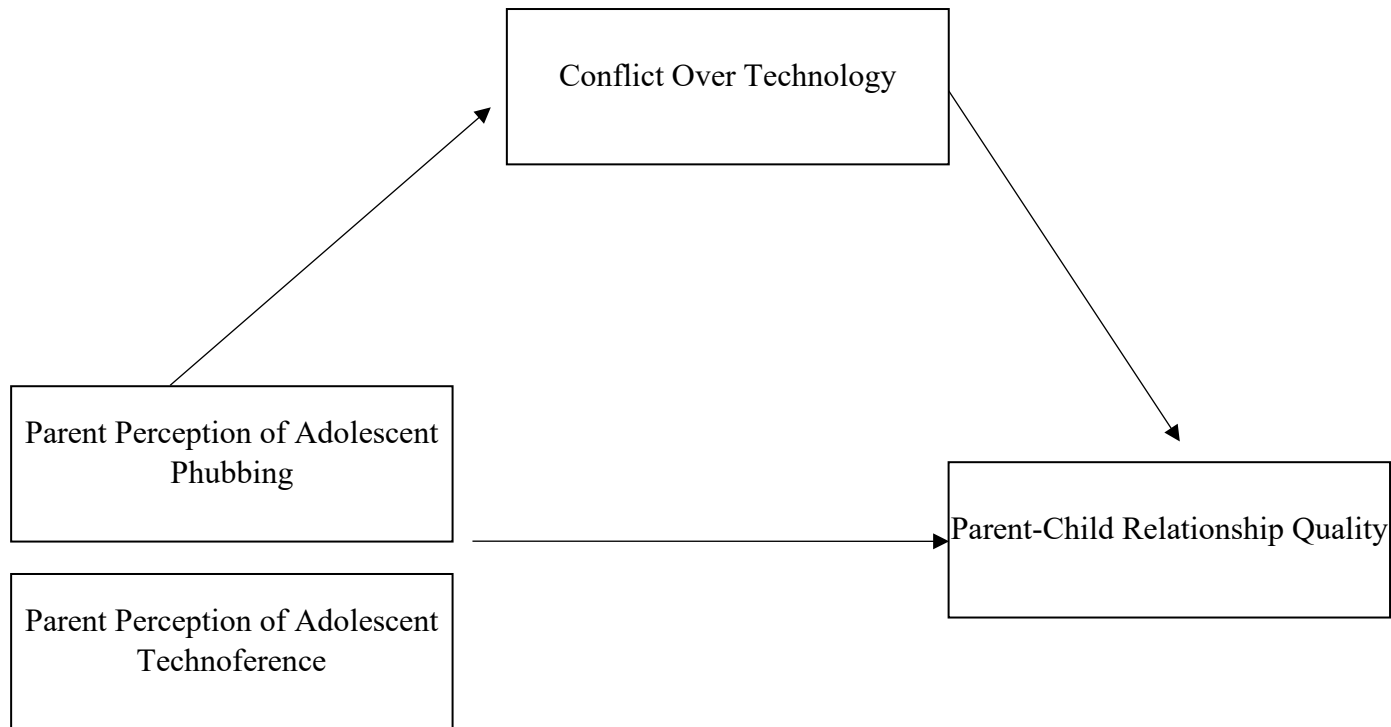 Conflict Over Technology
Parent Perception of Adolescent
Phubbing
Parent-Child Relationship Quality
Parent Perception of Adolescent
Technoference